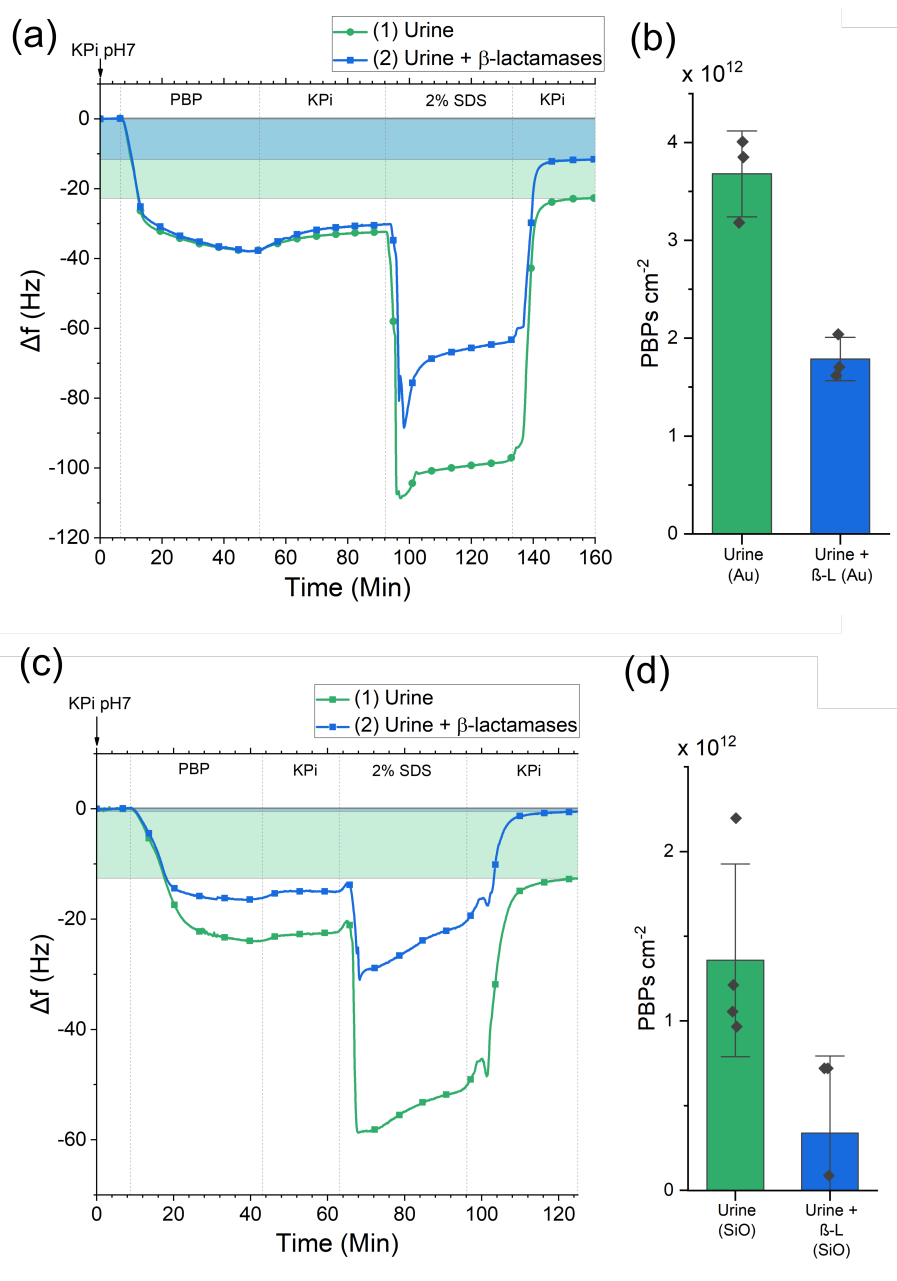 (a)
(1) Urine
(2) Urine + β-lactamases
KPi pH7
PBP KPi 2% SDS KPi
0
-20
-40
-60
-80
-100
-120
Δf (Hz)
0 20 40 60 80 100 120 140 160
Time (Min)
(b)
x 10¹²
4
3
2
1
0
PBPs cm⁻²
Urine
(Au)
Urine +
ß-L (Au)
(c)
(1) Urine
(2) Urine + β-lactamases
KPi pH7
PBP KPi 2% SDS KPi
0
-20
-40
-60
Δf (Hz)
0 20 40 60 80 100 120
Time (Min)
(d)
x 10¹²
2
1
0
PBPs cm⁻²
Urine
(SiO)
Urine +
ß-L
(SiO)